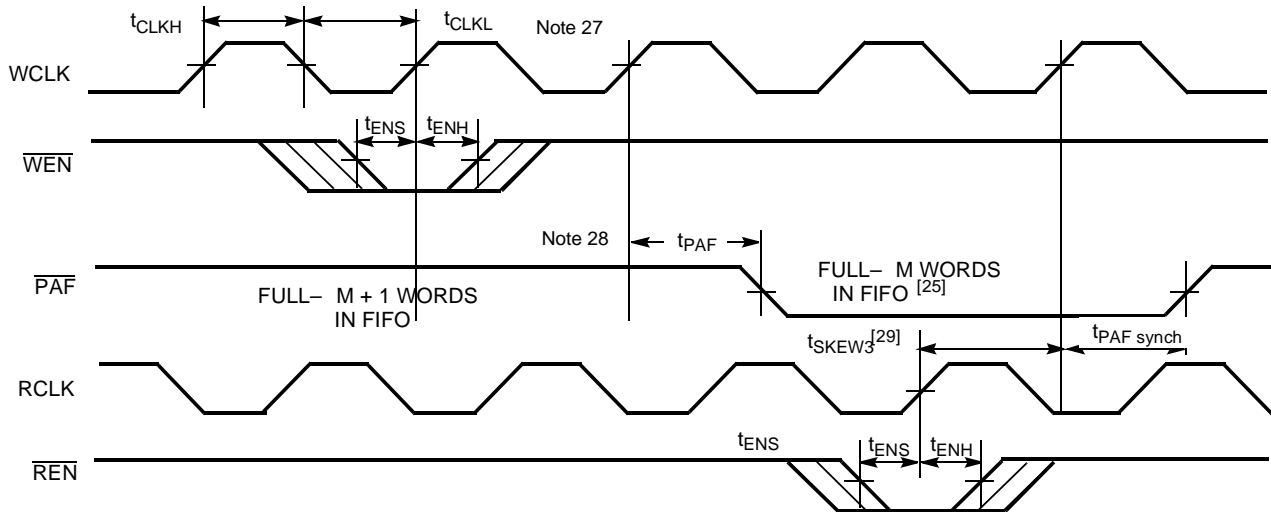 tCLKH
tCLKL
Note 27
WCLK
tENS
tENH
WEN
Note 28
tPAF
PAF
FULL– M + 1 WORDS
IN FIFO
FULL– M WORDS
IN FIFO [25]
tSKEW3[29]
tPAF synch
RCLK
tENS
tENS
tENH
REN